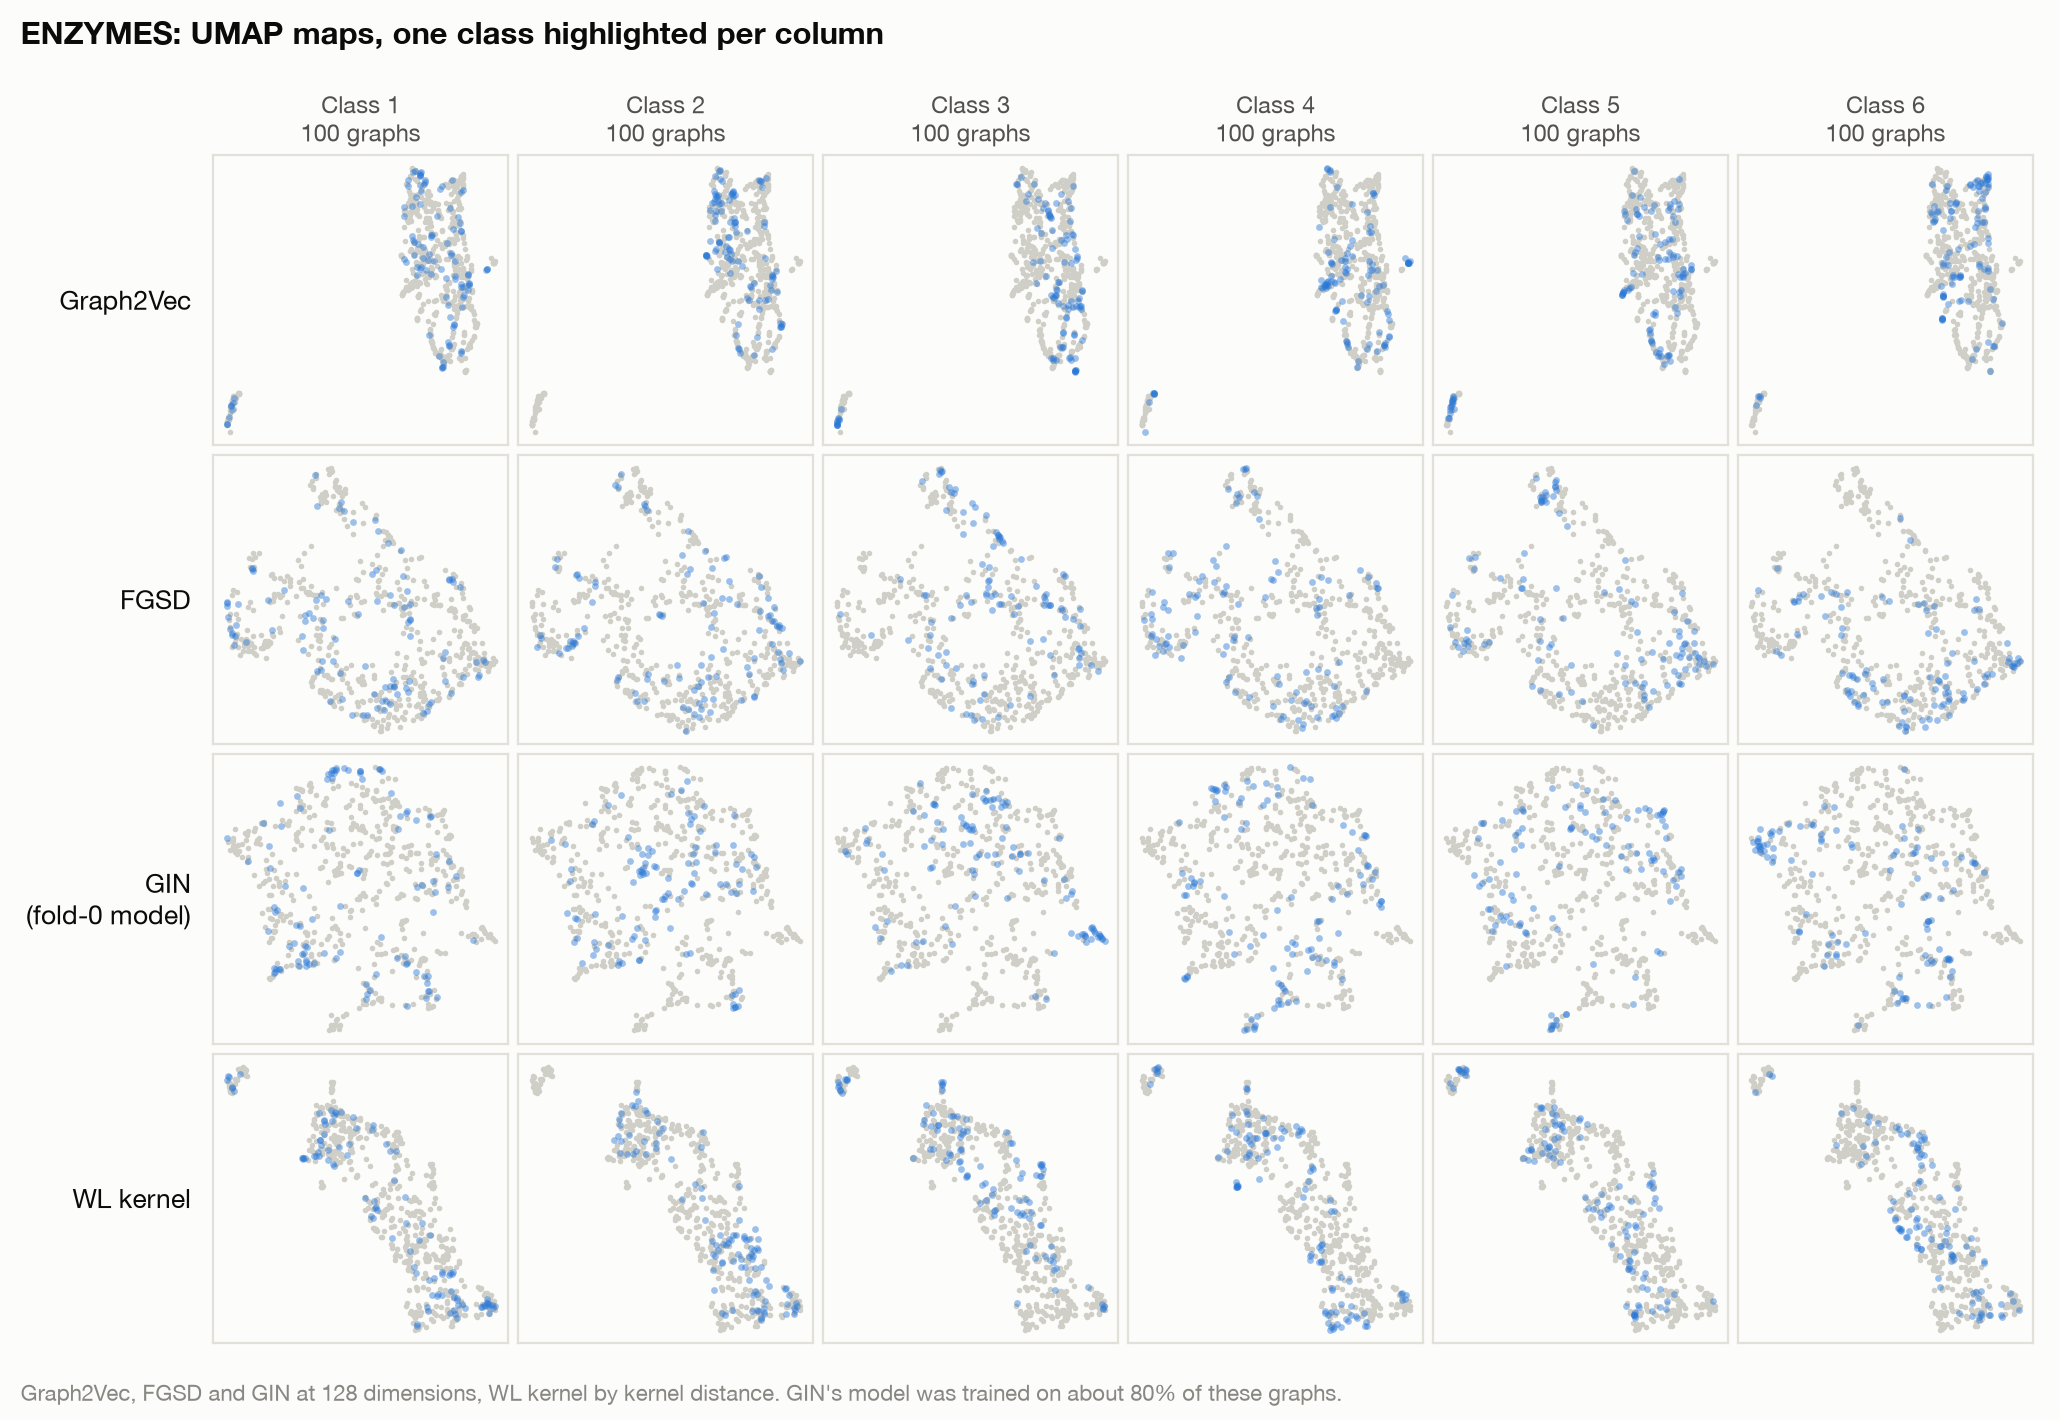 ENZYMES: UMAP maps, one class highlighted per column
Class 1
100 graphs
Class 2
100 graphs
Class 3
100 graphs
Class 4
100 graphs
Class 5
100 graphs
Class 6
100 graphs
Graph2Vec
FGSD
GIN
(fold-0 model)
WL kernel
Graph2Vec, FGSD and GIN at 128 dimensions, WL kernel by kernel distance. GIN's model was trained on about 80% of these graphs.